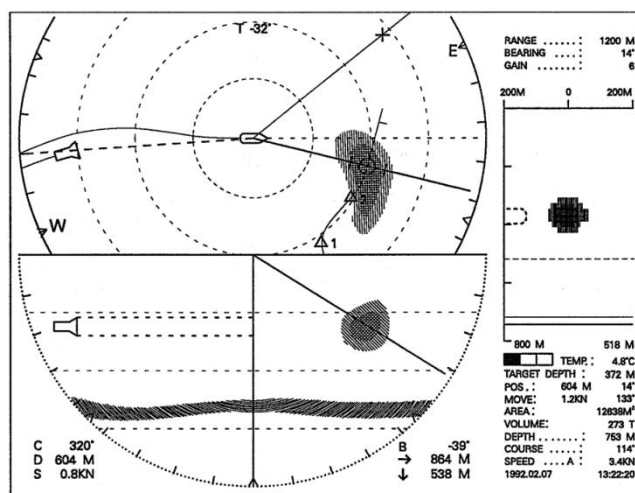 T -32°
E
W
2
1
C 320°
D 604 M
S 0.8KN
B -39°
→ 864 M
↓ 538 M
RANGE .....: 1200 M
BEARING ....: 14°
GAIN .......: 6
200M 0 200M
800 M 518 M
TEMP.: 4.8°C
TARGET DEPTH : 372 M
POS.: 604 M 14°
MOVE: 1.2KN 133°
AREA: 12638M²
VOLUME: 273 T
DEPTH .......: 753 M
COURSE .....: 114°
SPEED ....A : 3.4KN
1992.02.07 13:22:20